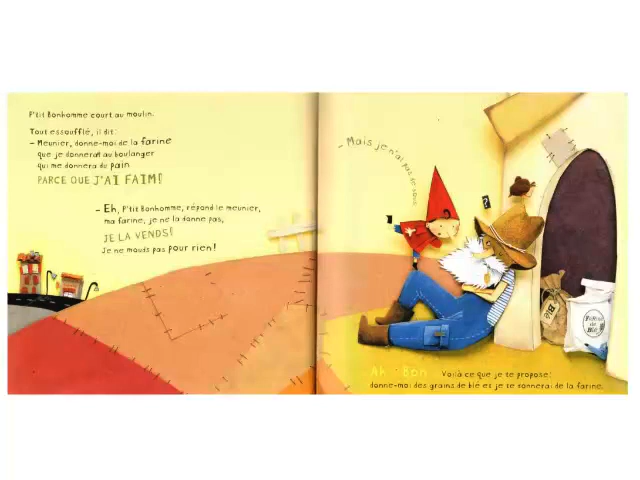 P'tit Bonhomme court au moulin.
Tout essoufflé, il dit:
- Meunier, donne-moi de la farine
que je donnerai au boulanger
qui me donnera du pain
PARCE QUE J'AI FAIM!
- Eh, P'tit Bonhomme, répond le meunier,
ma farine, je ne la donne pas,
JE LA VENDS!
Je ne mouds pas pour rien!
- Mais je n'ai pas le sou.
?
Blé
de
Blé
Ah! Bon
Voilà ce que je te propose:
donne-moi des grains de blé et je te donnerai de la farine.